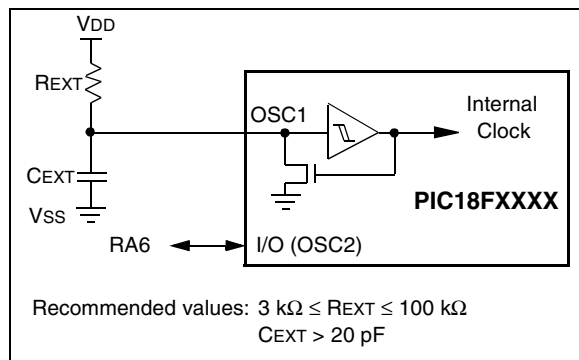 VDD
REXT
OSC1
Internal
Clock
CEXT
PIC18FXXXX
VSS
RA6
I/O (OSC2)
Recommended values: 3 kΩ ≤ REXT ≤ 100 kΩ
CEXT > 20 pF